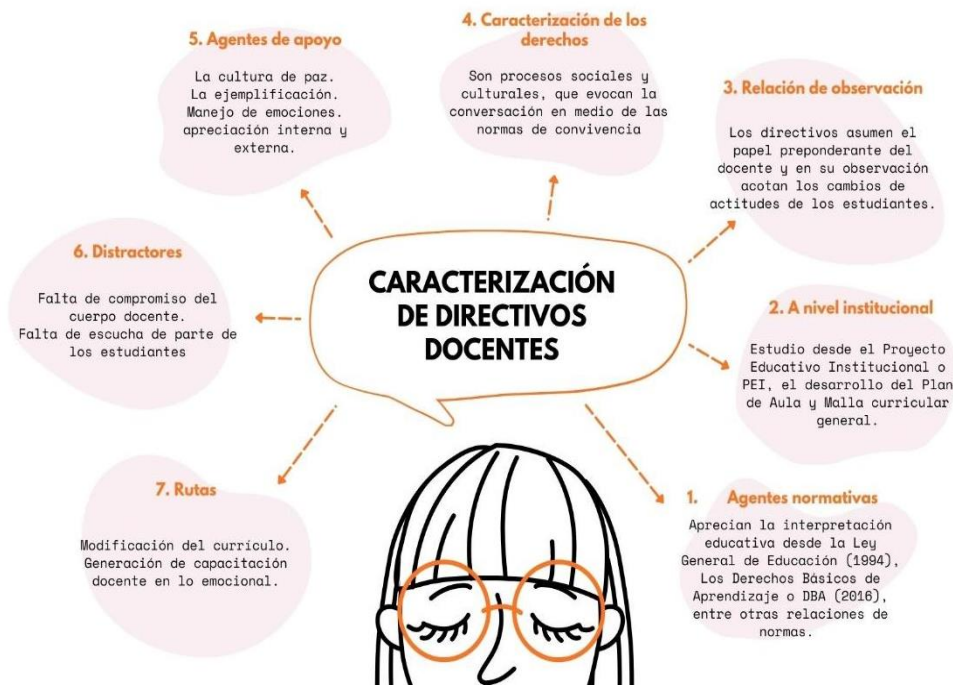 CARACTERIZACIÓN
DE DIRECTIVOS
DOCENTES
1. Agentes normativas
Aprecian la interpretación
educativa desde la Ley
General de Educación (1994),
Los Derechos Básicos de
Aprendizaje o DBA (2016),
entre otras relaciones de
normas.
2. A nivel institucional
Estudio desde el Proyecto
Educativo Institucional o
PEI, el desarrollo del Plan
de Aula y Malla curricular
general.
3. Relación de observación
Los directivos asumen el
papel preponderante del
docente y en su observación
acotan los cambios de
actitudes de los estudiantes.
4. Caracterización de los
derechos
Son procesos sociales y
culturales, que evocan la
conversación en medio de las
normas de convivencia
5. Agentes de apoyo
La cultura de paz.
La ejemplificación.
Manejo de emociones.
apreciación interna y
externa.
6. Distractores
Falta de compromiso del
cuerpo docente.
Falta de escucha de parte de
los estudiantes
7. Rutas
Modificación del currículo.
Generación de capacitación
docente en lo emocional.